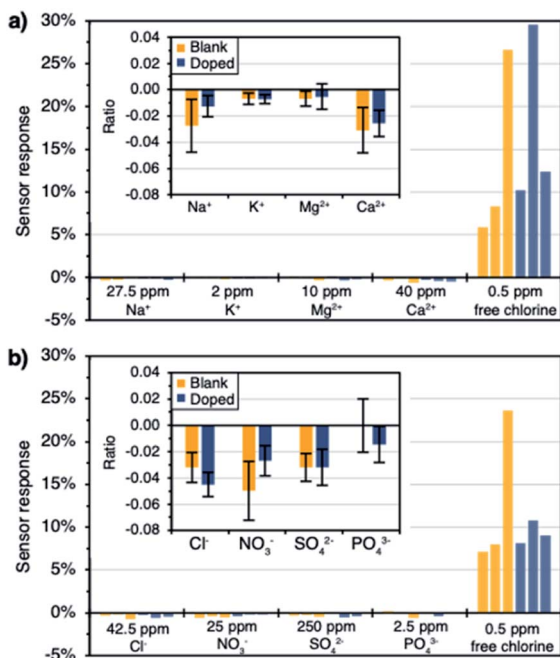 a)
30%
25%
20%
15%
10%
5%
0%
-5%
Sensor response
0.04
0.02
0.00
-0.02
-0.04
-0.06
-0.08
Ratio
Blank
Doped
Na⁺ K⁺ Mg²⁺ Ca²⁺
27.5 ppm 2 ppm 10 ppm 40 ppm 0.5 ppm
Na⁺ K⁺ Mg²⁺ Ca²⁺ free chlorine
b)
30%
25%
20%
15%
10%
5%
0%
-5%
Sensor response
0.04
0.02
0.00
-0.02
-0.04
-0.06
-0.08
Ratio
Blank
Doped
Cl⁻ NO₃⁻ SO₄²⁻ PO₄³⁻
42.5 ppm 25 ppm 250 ppm 2.5 ppm 0.5 ppm
Cl⁻ NO₃⁻ SO₄²⁻ PO₄³⁻ free chlorine